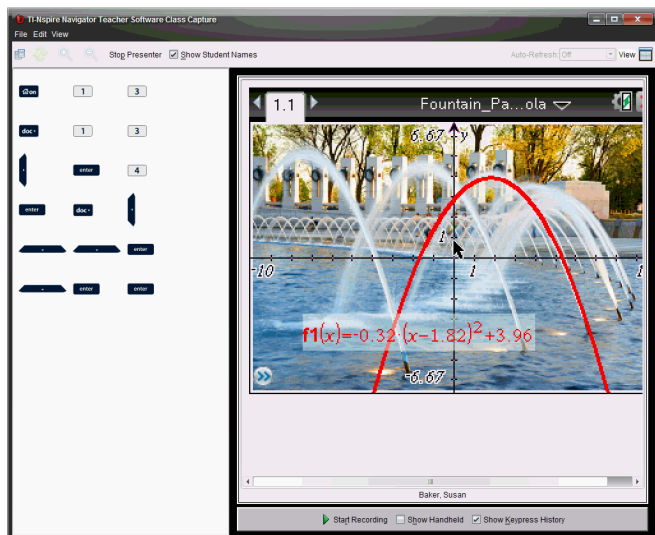 TI-Nspire Navigator Teacher Software Class Capture
File Edit View
Stop Presenter Show Student Names Auto-Refresh: Off View
on 1 3
doc 1 3
enter 4
enter doc
enter
enter enter
1.1 Fountain_Pa...ola
6.67 y
1
-10 1 1
f1(x)=-0.32·(x-1.82)²+3.96
-6.67
Baker, Susan
Start Recording Show Handheld Show Keypress History